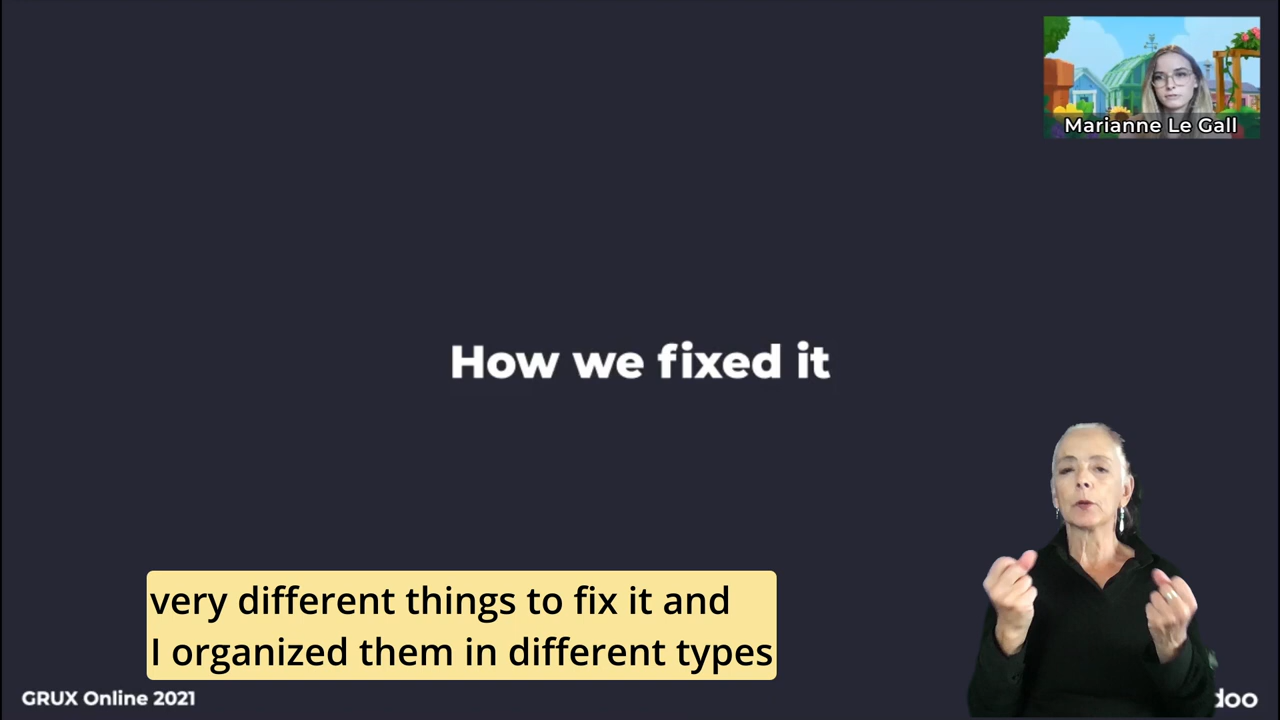 Marianne Le Gall
How we fixed it
very different things to fix it and
I organized them in different types
GRUX Online 2021
doo